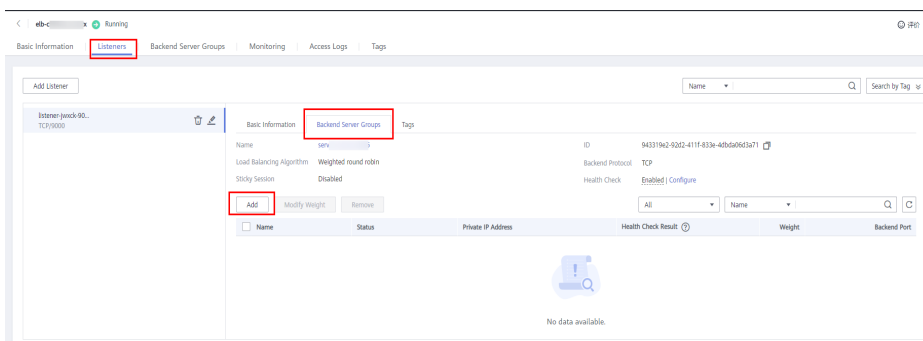 elb-c x Running 评价
Basic Information Listeners Backend Server Groups Monitoring Access Logs Tags
Add Listener Name Search by Tag
listener-jwxck-90...
TCP/9000
Basic Information Backend Server Groups Tags
Name serv ID 943319e2-92d2-411f-833e-4dbda06d3a71
Load Balancing Algorithm Weighted round robin Backend Protocol TCP
Sticky Session Disabled Health Check Enabled | Configure
Add Modify Weight Remove All Name
Name Status Private IP Address Health Check Result Weight Backend Port
No data available.